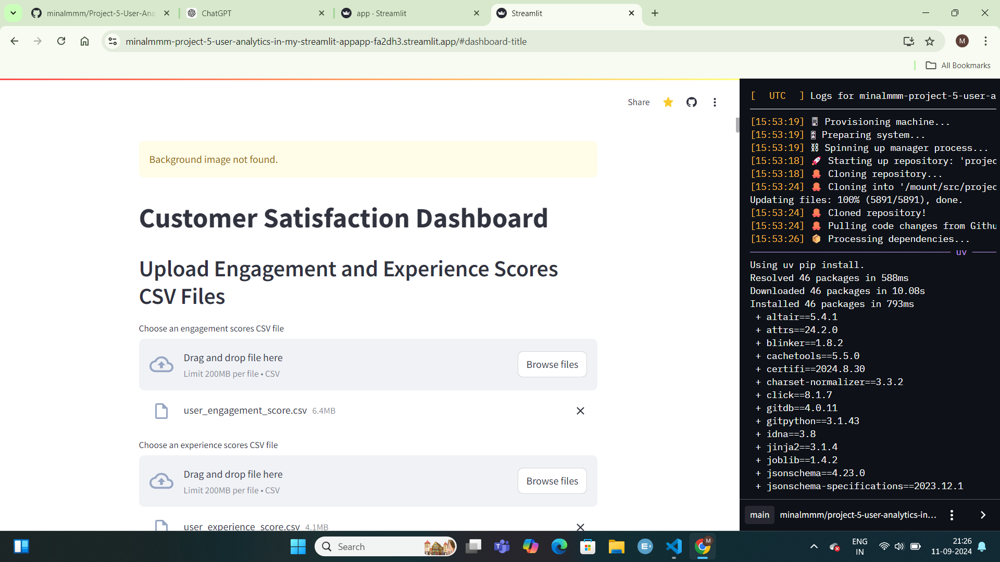 minalmmm/Project-5-User-Ana
ChatGPT
app · Streamlit
Streamlit
minalmmm-project-5-user-analytics-in-my-streamlit-appapp-fa2dh3.streamlit.app/#dashboard-title
M
All Bookmarks
Share
Background image not found.
Customer Satisfaction Dashboard
Upload Engagement and Experience Scores
CSV Files
Choose an engagement scores CSV file
Drag and drop file here
Limit 200MB per file • CSV
Browse files
user_engagement_score.csv 6.4MB
Choose an experience scores CSV file
Drag and drop file here
Limit 200MB per file • CSV
Browse files
user_experience_score.csv 4.1MB
[ UTC ] Logs for minalmmm-project-5-user-a
[15:53:19] Provisioning machine...
[15:53:19] Preparing system...
[15:53:19] Spinning up manager process...
[15:53:18] Starting up repository: 'projec
[15:53:18] Cloning repository...
[15:53:24] Cloning into '/mount/src/projec
Updating files: 100% (5891/5891), done.
[15:53:24] Cloned repository!
[15:53:24] Pulling code changes from Githu
[15:53:26] Processing dependencies...
uv
Using uv pip install.
Resolved 46 packages in 588ms
Downloaded 46 packages in 10.08s
Installed 46 packages in 793ms
+ altair==5.4.1
+ attrs==24.2.0
+ blinker==1.8.2
+ cachetools==5.5.0
+ certifi==2024.8.30
+ charset-normalizer==3.3.2
+ click==8.1.7
+ gitdb==4.0.11
+ gitpython==3.1.43
+ idna==3.8
+ jinja2==3.1.4
+ joblib==1.4.2
+ jsonschema==4.23.0
+ jsonschema-specifications==2023.12.1
main minalmmm/project-5-user-analytics-in...
Search
M
ENG
IN
21:26
11-09-2024